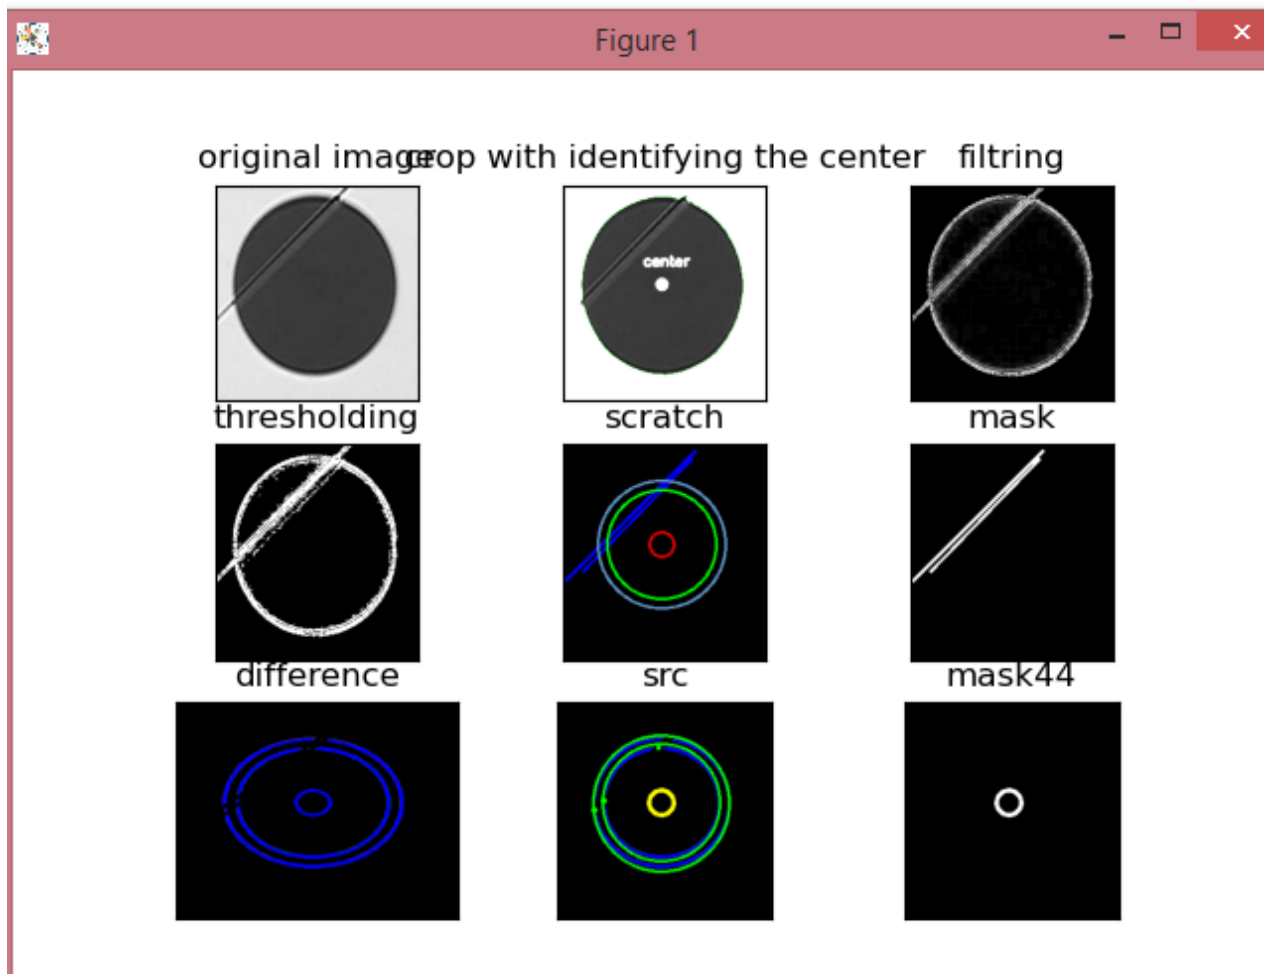 Figure 1
original image
crop with identifying the center
filtring
center
thresholding
scratch
mask
difference
src
mask44